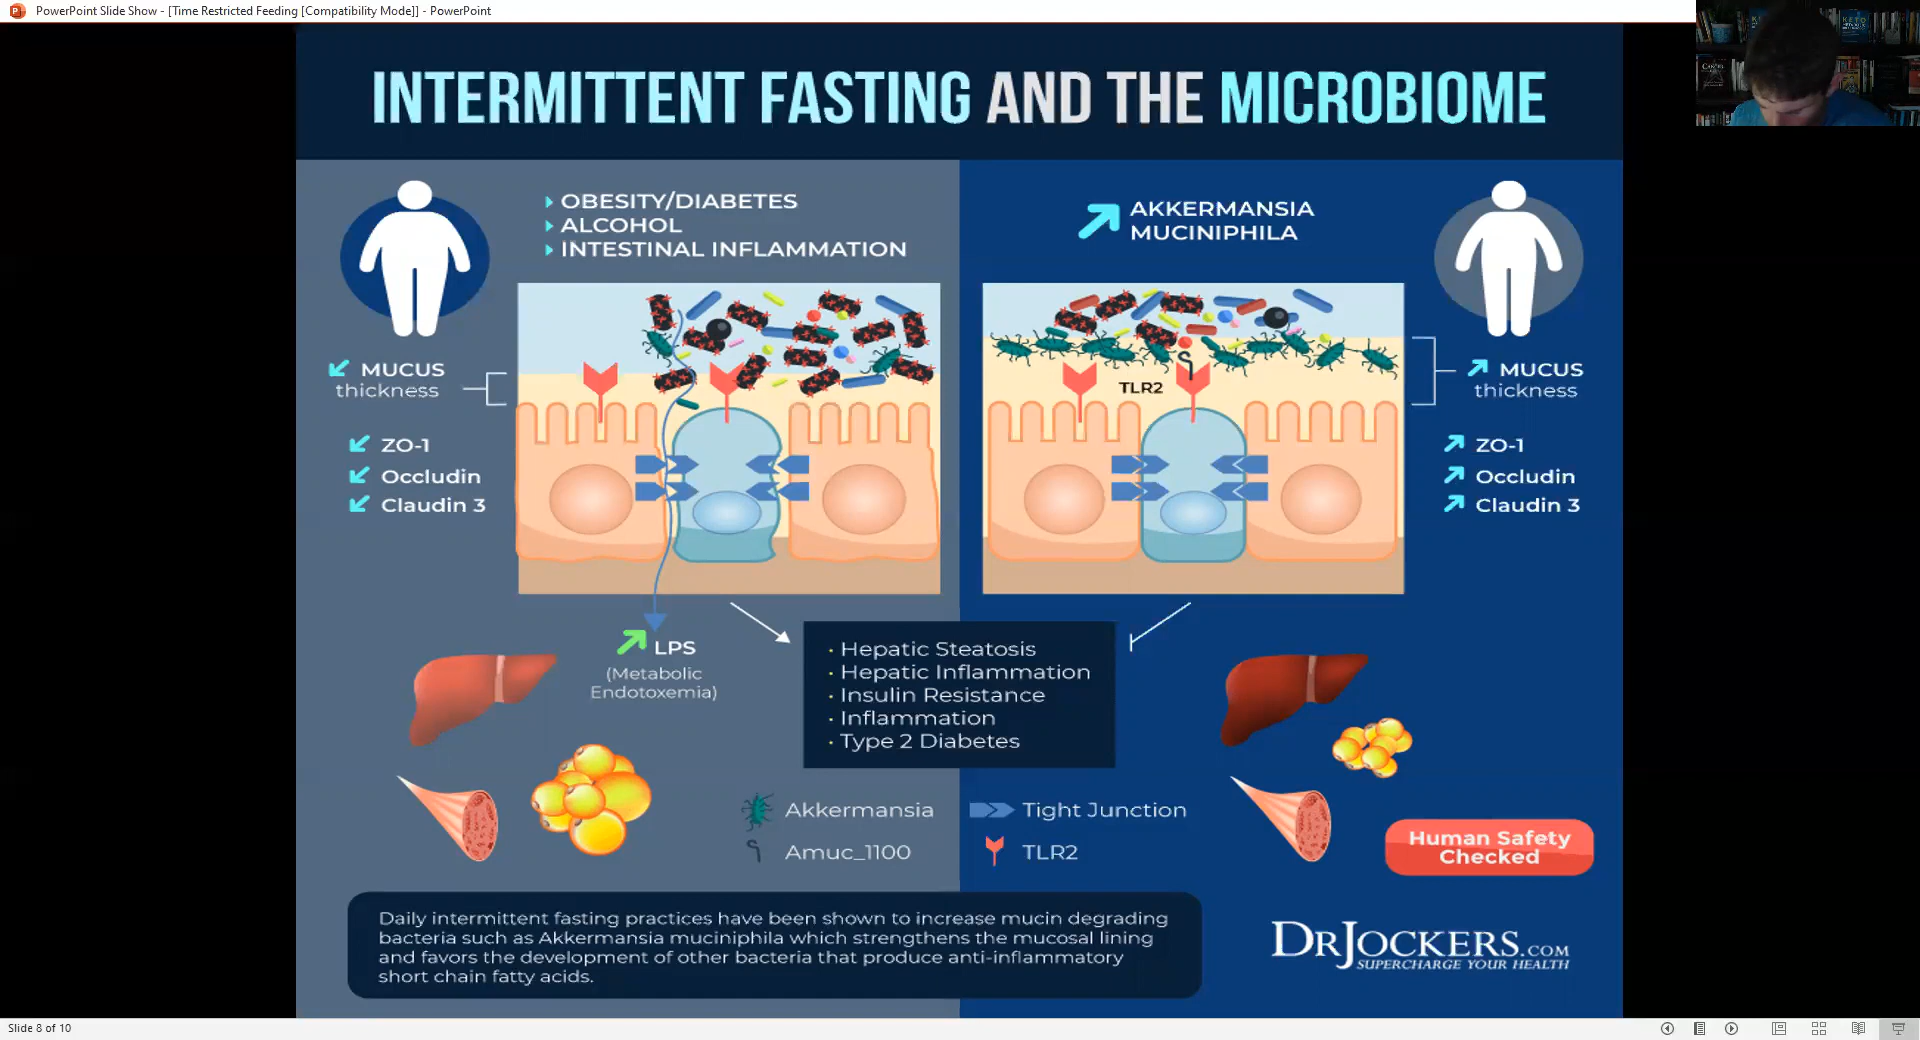 PowerPoint Slide Show - [Time Restricted Feeding [Compatibility Mode]] - PowerPoint
INTERMITTENT FASTING AND THE MICROBIOME
OBESITY/DIABETES
ALCOHOL
INTESTINAL INFLAMMATION
MUCUS
thickness
ZO-1
Occludin
Claudin 3
LPS
(Metabolic
Endotoxemia)
AKKERMANSIA
MUCINIPHILA
TLR2
MUCUS
thickness
ZO-1
Occludin
Claudin 3
· Hepatic Steatosis
· Hepatic Inflammation
· Insulin Resistance
· Inflammation
· Type 2 Diabetes
Akkermansia
Tight Junction
Amuc_1100
TLR2
Human Safety
Checked
Daily intermittent fasting practices have been shown to increase mucin degrading
bacteria such as Akkermansia muciniphila which strengthens the mucosal lining
and favors the development of other bacteria that produce anti-inflammatory
short chain fatty acids.
DRJOCKERS.COM
SUPERCHARGE YOUR HEALTH
Slide 8 of 10